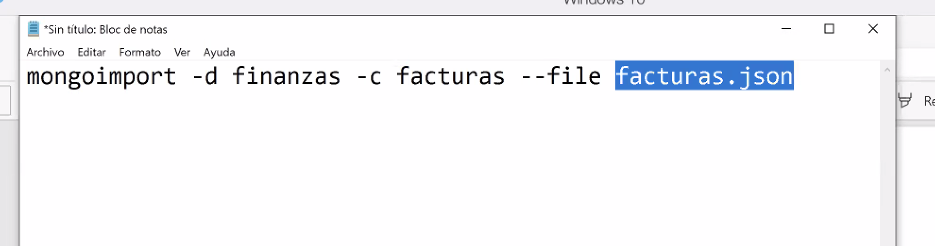 Windows 10
*Sin título: Bloc de notas
Archivo Editar Formato Ver Ayuda
mongoimport -d finanzas -c facturas --file facturas.json
Re